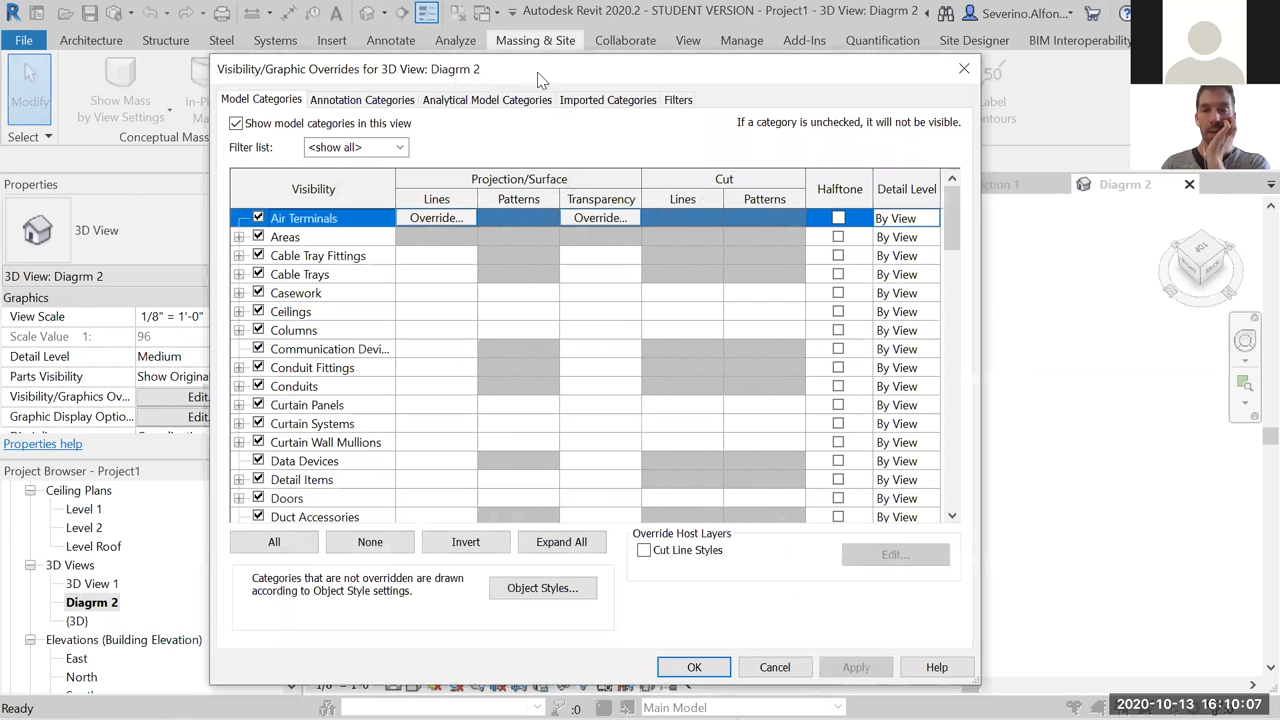 Autodesk Revit 2020.2 - STUDENT VERSION - Project1 - 3D View: Diagrm 2
Severino.Alfon...
File
Architecture
Structure
Steel
Systems
Insert
Annotate
Analyze
Massing & Site
Collaborate
View
Manage
Add-Ins
Quantification
Site Designer
BIM Interoperability
Modify
Show Mass
by View Settings
Select
Conceptual Mass
Label
Contours
Visibility/Graphic Overrides for 3D View: Diagrm 2
Model Categories
Annotation Categories
Analytical Model Categories
Imported Categories
Filters
Show model categories in this view
If a category is unchecked, it will not be visible.
Filter list:
<show all>
Visibility
Projection/Surface
Cut
Halftone
Detail Level
Lines
Patterns
Transparency
Lines
Patterns
Air Terminals Override... Override... By View
Areas By View
Cable Tray Fittings By View
Cable Trays By View
Casework By View
Ceilings By View
Columns By View
Communication Devi... By View
Conduit Fittings By View
Conduits By View
Curtain Panels By View
Curtain Systems By View
Curtain Wall Mullions By View
Data Devices By View
Detail Items By View
Doors By View
Duct Accessories By View
All
None
Invert
Expand All
Override Host Layers
Cut Line Styles
Edit...
Categories that are not overridden are drawn
according to Object Style settings.
Object Styles...
OK
Cancel
Apply
Help
Properties
3D View
3D View: Diagrm 2
Graphics
View Scale 1/8" = 1'-0"
Scale Value 1: 96
Detail Level Medium
Parts Visibility Show Origina
Visibility/Graphics Ov... Edit.
Graphic Display Optio... Edit.
Properties help
Project Browser - Project1
Ceiling Plans
Level 1
Level 2
Level Roof
3D Views
3D View 1
Diagrm 2
{3D}
Elevations (Building Elevation)
East
North
ction 1
Diagrm 2
TOP
1/8" = 1'-0"
Ready
:0
Main Model
2020-10-13 16:10:07